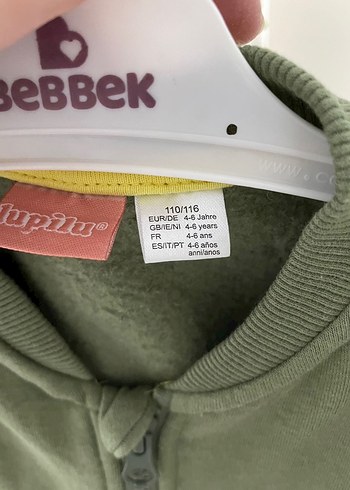 BeBBeK
www.c
lupilu®
110/116
EUR/DE 4-6 Jahre
GB/IE/NI 4-6 years
FR 4-6 ans
ES/IT/PT 4-6 años
anni/anos